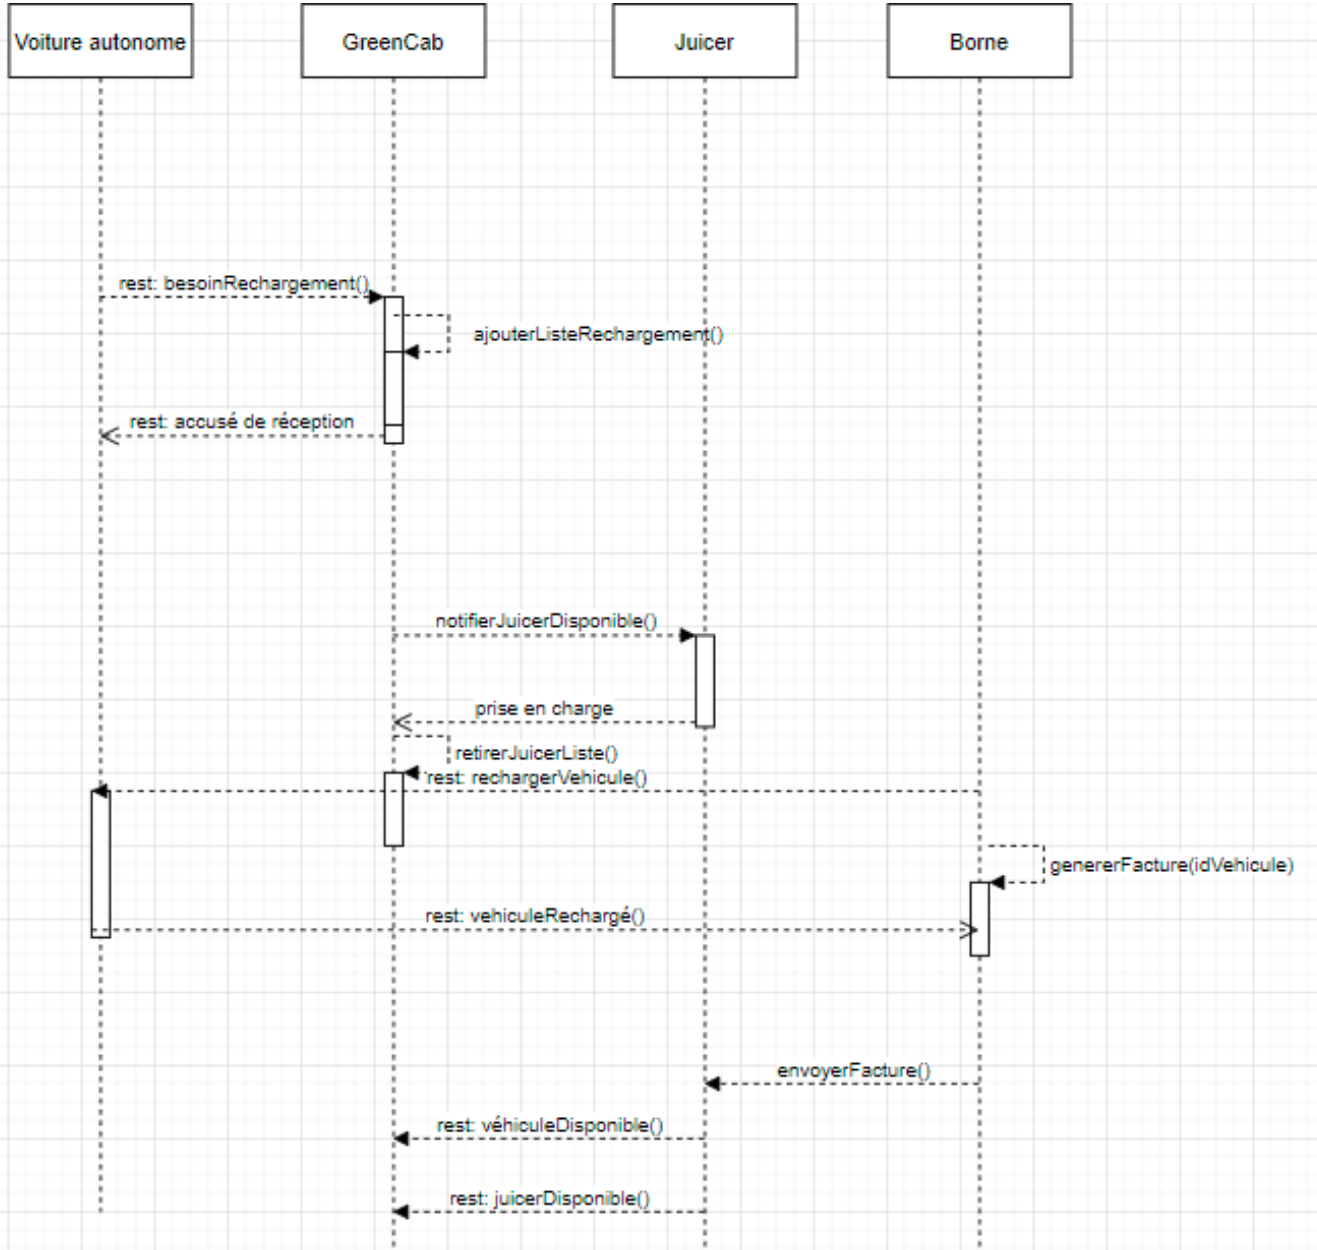 Voiture autonome
GreenCab
Juicer
Borne
rest: besoinRechargement()
ajouterListeRechargement()
rest: accusé de réception
notifierJuicerDisponible()
prise en charge
retirerJuicerListe()
rest: rechargerVehicule()
genererFacture(idVehicule)
rest: vehiculeRechargé()
envoyerFacture()
rest: véhiculeDisponible()
rest: juicerDisponible()